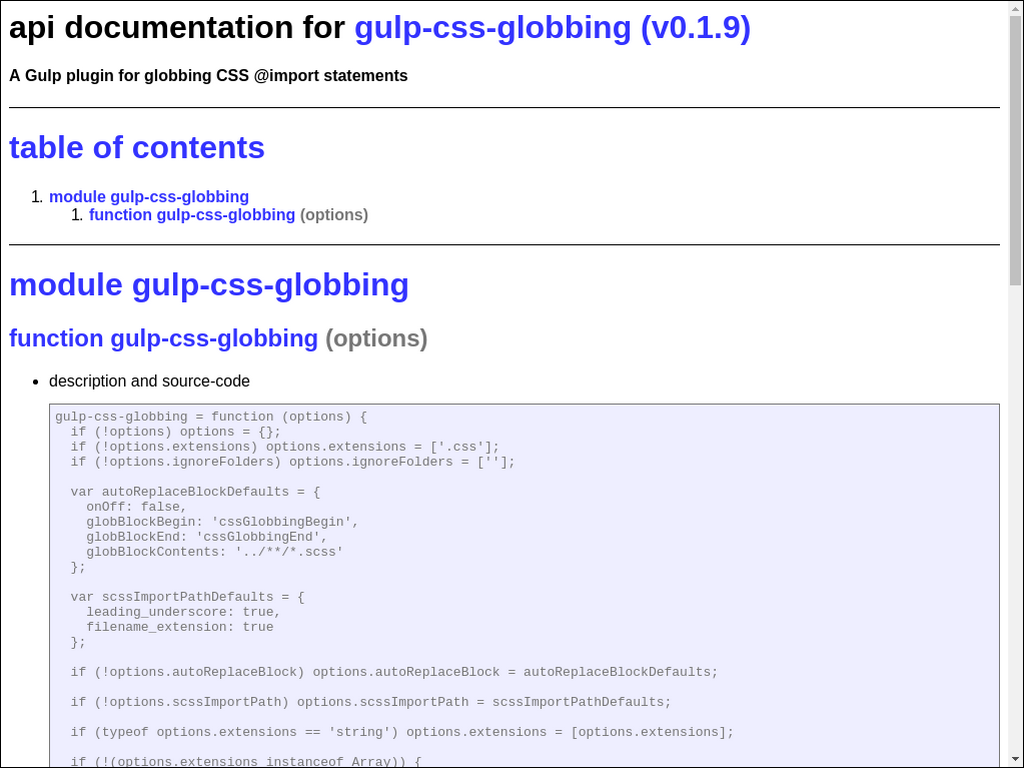 api documentation for gulp-css-globbing (v0.1.9)
A Gulp plugin for globbing CSS @import statements
table of contents
1. module gulp-css-globbing
1. function gulp-css-globbing (options)
module gulp-css-globbing
function gulp-css-globbing (options)
• description and source-code
gulp-css-globbing = function (options) {
  if (!options) options = {};
  if (!options.extensions) options.extensions = ['.css'];
  if (!options.ignoreFolders) options.ignoreFolders = [''];

  var autoReplaceBlockDefaults = {
    onOff: false,
    globBlockBegin: 'cssGlobbingBegin',
    globBlockEnd: 'cssGlobbingEnd',
    globBlockContents: '../**/*.scss'
  };

  var scssImportPathDefaults = {
    leading_underscore: true,
    filename_extension: true
  };

  if (!options.autoReplaceBlock) options.autoReplaceBlock = autoReplaceBlockDefaults;

  if (!options.scssImportPath) options.scssImportPath = scssImportPathDefaults;

  if (typeof options.extensions == 'string') options.extensions = [options.extensions];

  if (!(options.extensions instanceof Array)) {